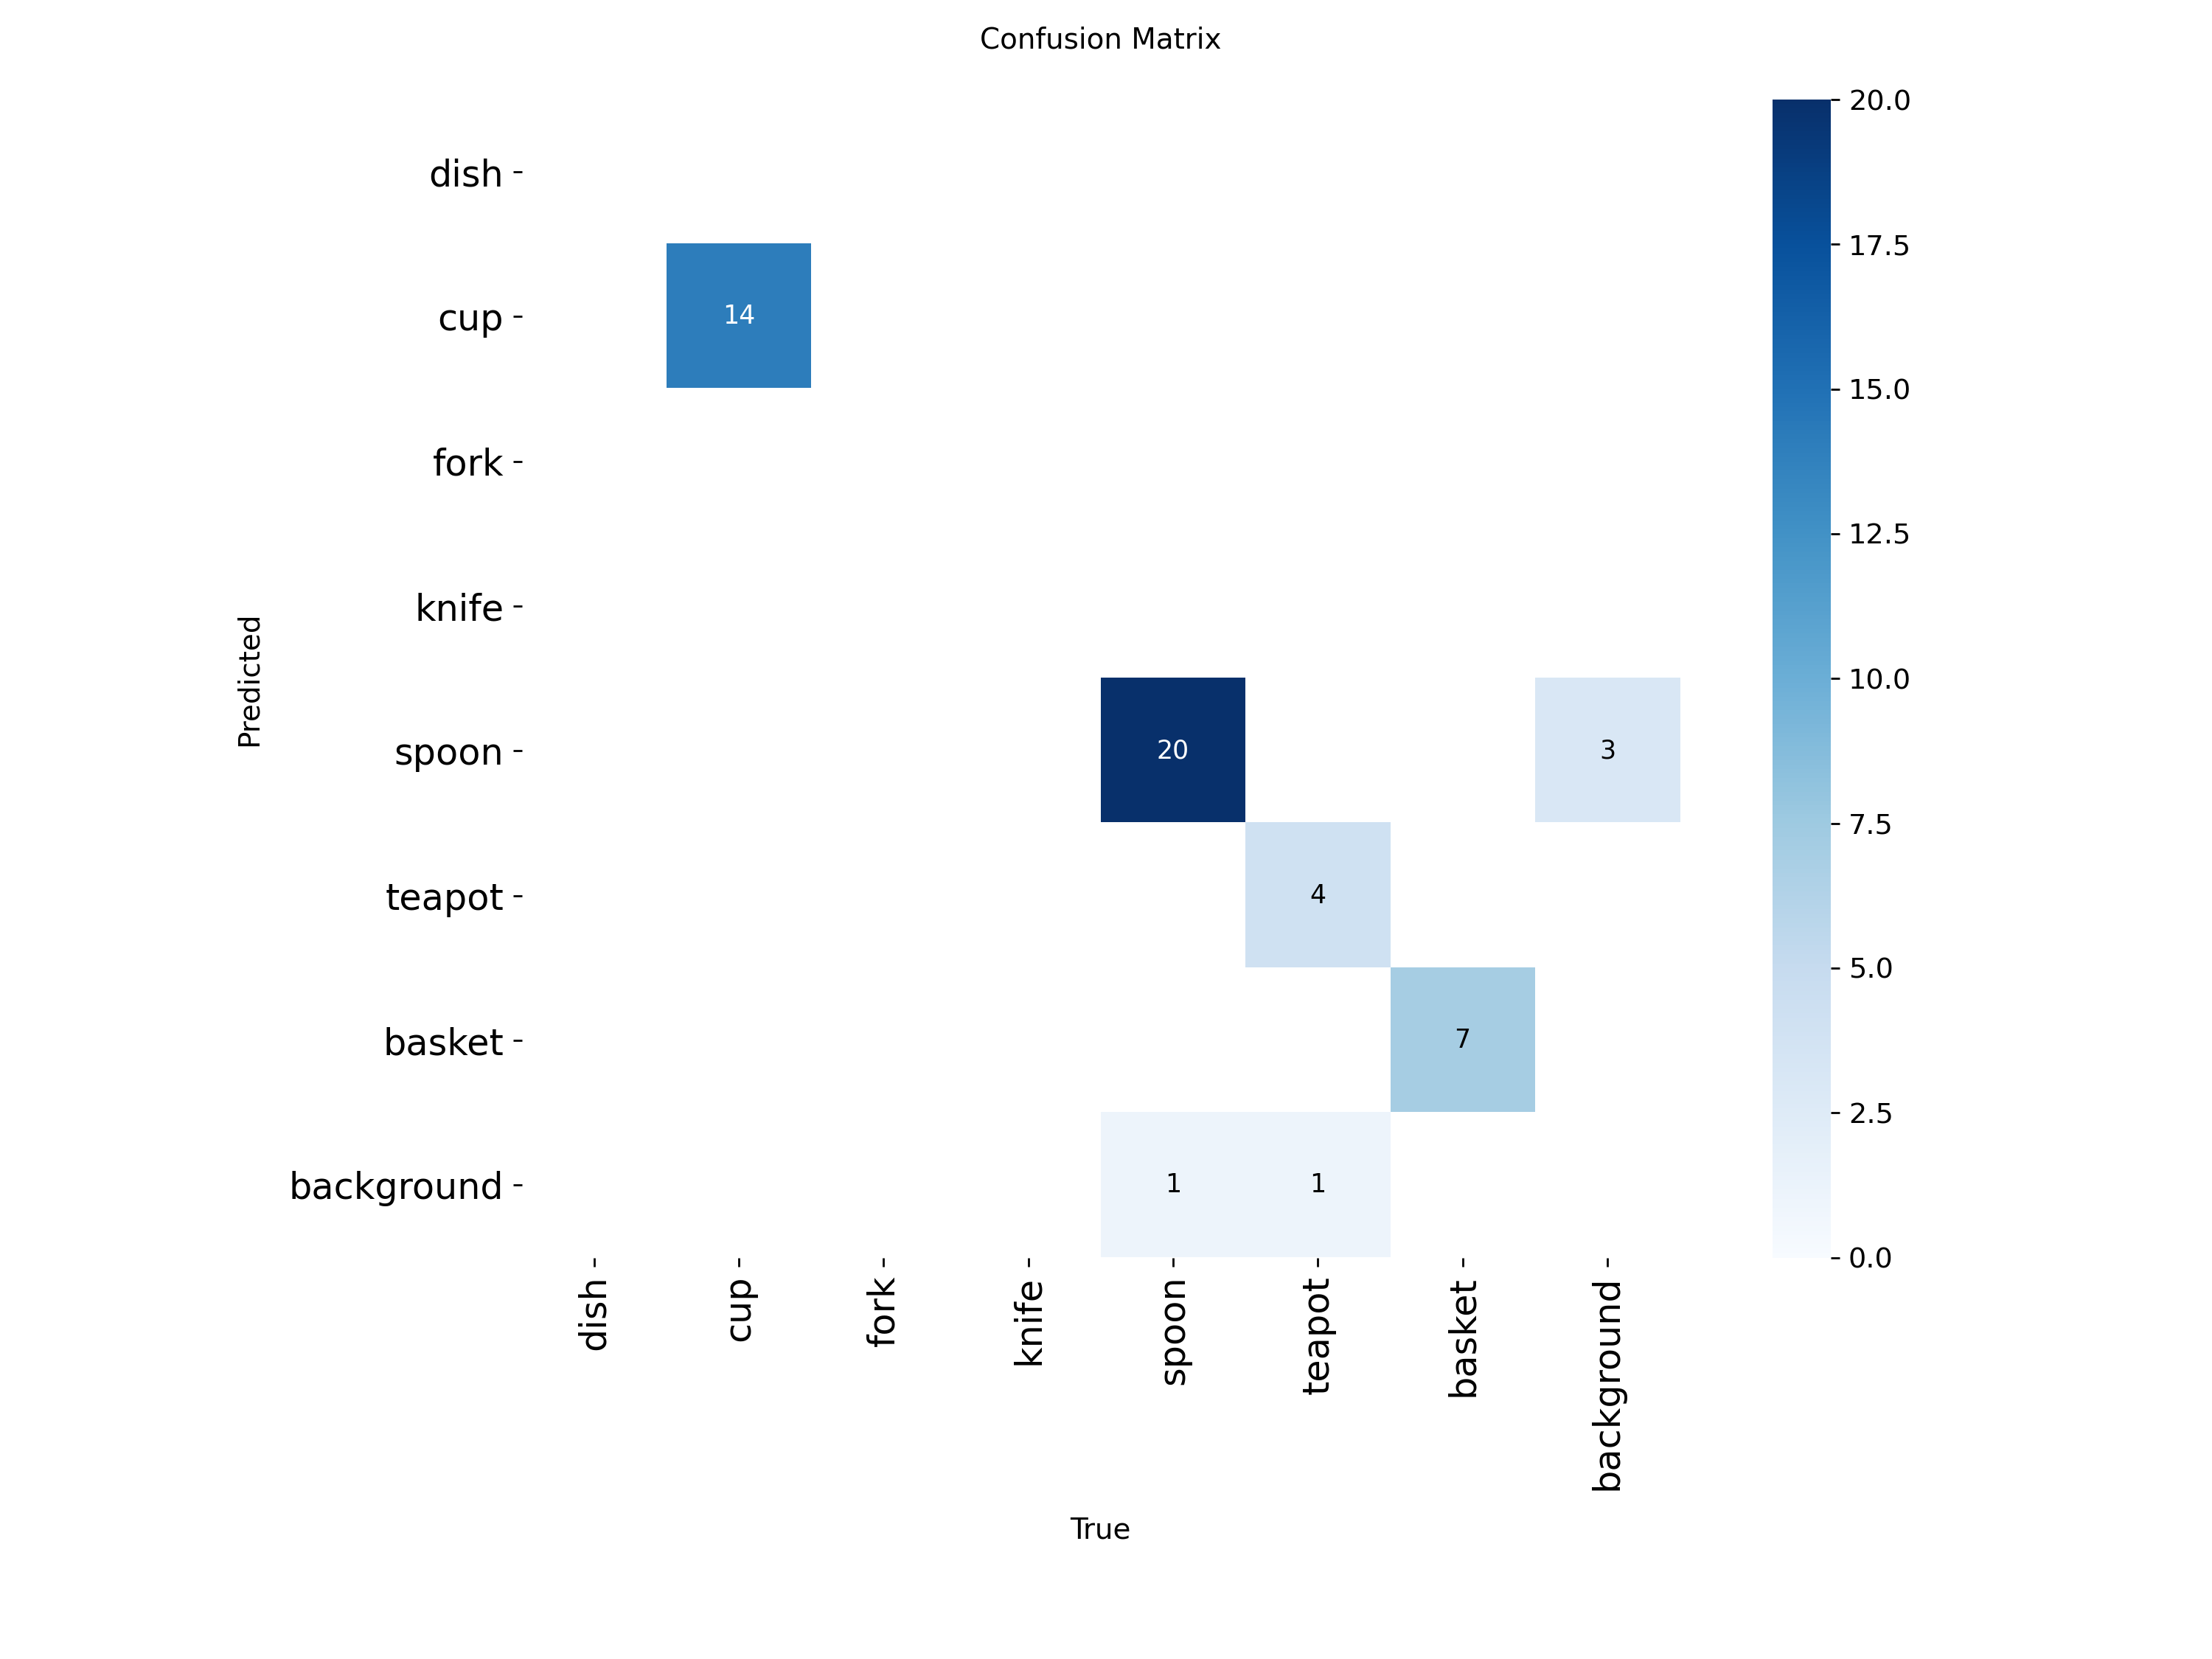 Confusion Matrix
dish
cup
fork
knife
spoon
teapot
basket
background
Predicted
14
20
3
4
7
1
1
dish
cup
fork
knife
spoon
teapot
basket
background
True
20.0
17.5
15.0
12.5
10.0
7.5
5.0
2.5
0.0